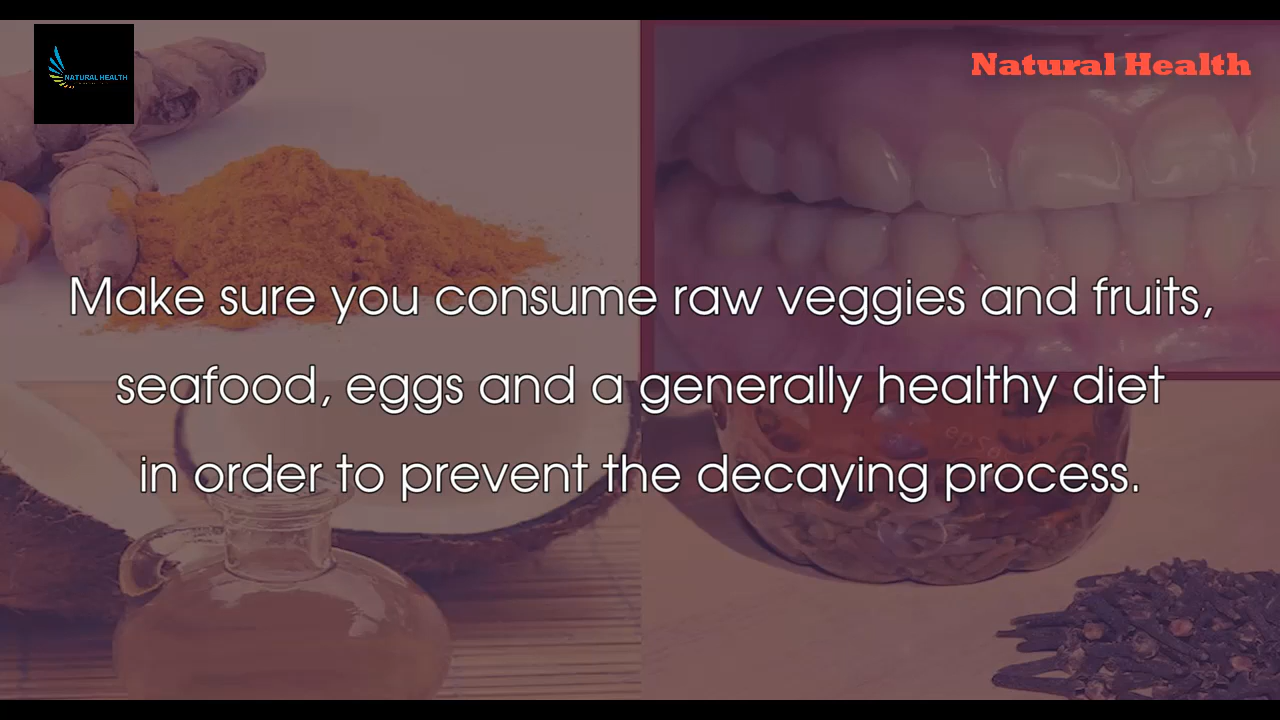 NATURAL HEALTH
Natural Health
Make sure you consume raw veggies and fruits,
seafood, eggs and a generally healthy diet
in order to prevent the decaying process.